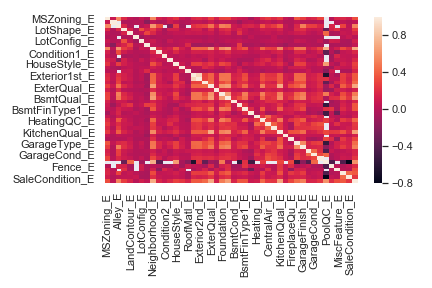 MSZoning_E
LotShape_E
LotConfig_E
Condition1_E
HouseStyle_E
Exterior1st_E
ExterQual_E
BsmtQual_E
BsmtFinType1_E
HeatingQC_E
KitchenQual_E
GarageType_E
GarageCond_E
Fence_E
SaleCondition_E
0.8
0.4
0.0
−0.4
−0.8
MSZoning_E
Alley_E
LandContour_E
LotConfig_E
Neighborhood_E
Condition2_E
HouseStyle_E
RoofMatl_E
Exterior2nd_E
ExterQual_E
Foundation_E
BsmtCond_E
BsmtFinType1_E
Heating_E
CentralAir_E
KitchenQual_E
FireplaceQu_E
GarageFinish_E
GarageCond_E
PoolQC_E
MiscFeature_E
SaleCondition_E